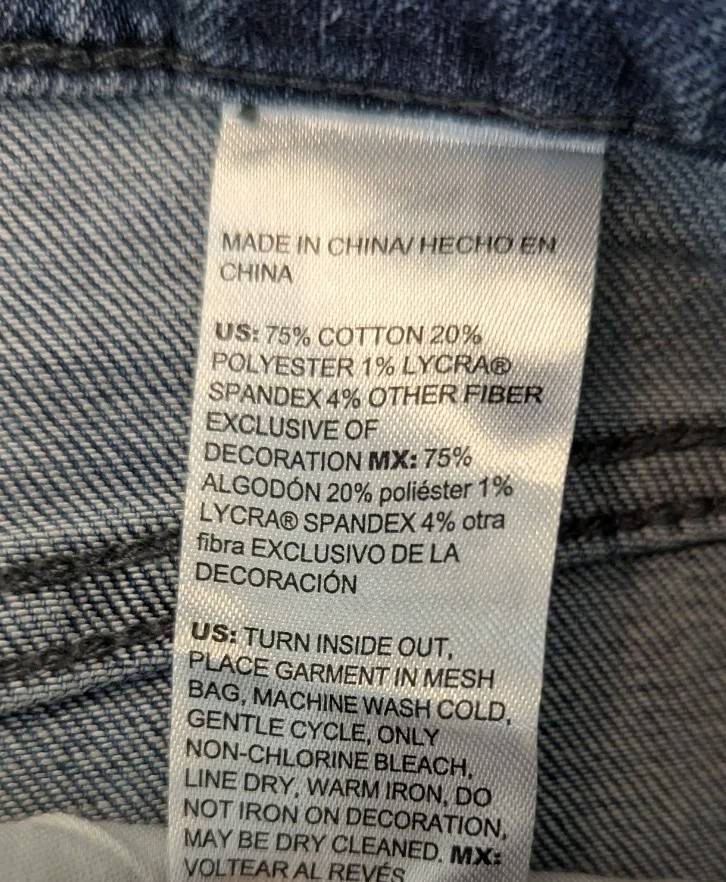 MADE IN CHINA/ HECHO EN
CHINA
US: 75% COTTON 20%
POLYESTER 1% LYCRA®
SPANDEX 4% OTHER FIBER
EXCLUSIVE OF
DECORATION MX: 75%
ALGODÓN 20% poliéster 1%
LYCRA® SPANDEX 4% otra
fibra EXCLUSIVO DE LA
DECORACIÓN
US: TURN INSIDE OUT,
PLACE GARMENT IN MESH
BAG, MACHINE WASH COLD,
GENTLE CYCLE, ONLY
NON-CHLORINE BLEACH,
LINE DRY, WARM IRON, DO
NOT IRON ON DECORATION,
MAY BE DRY CLEANED. MX:
VOLTEAR AL REVÉS